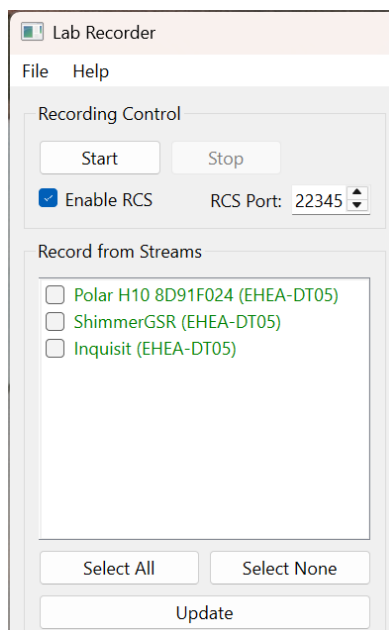 Lab Recorder
File Help
Recording Control
Start Stop
Enable RCS RCS Port: 22345
Record from Streams
Polar H10 8D91F024 (EHEA-DT05)
ShimmerGSR (EHEA-DT05)
Inquisit (EHEA-DT05)
Select All Select None
Update